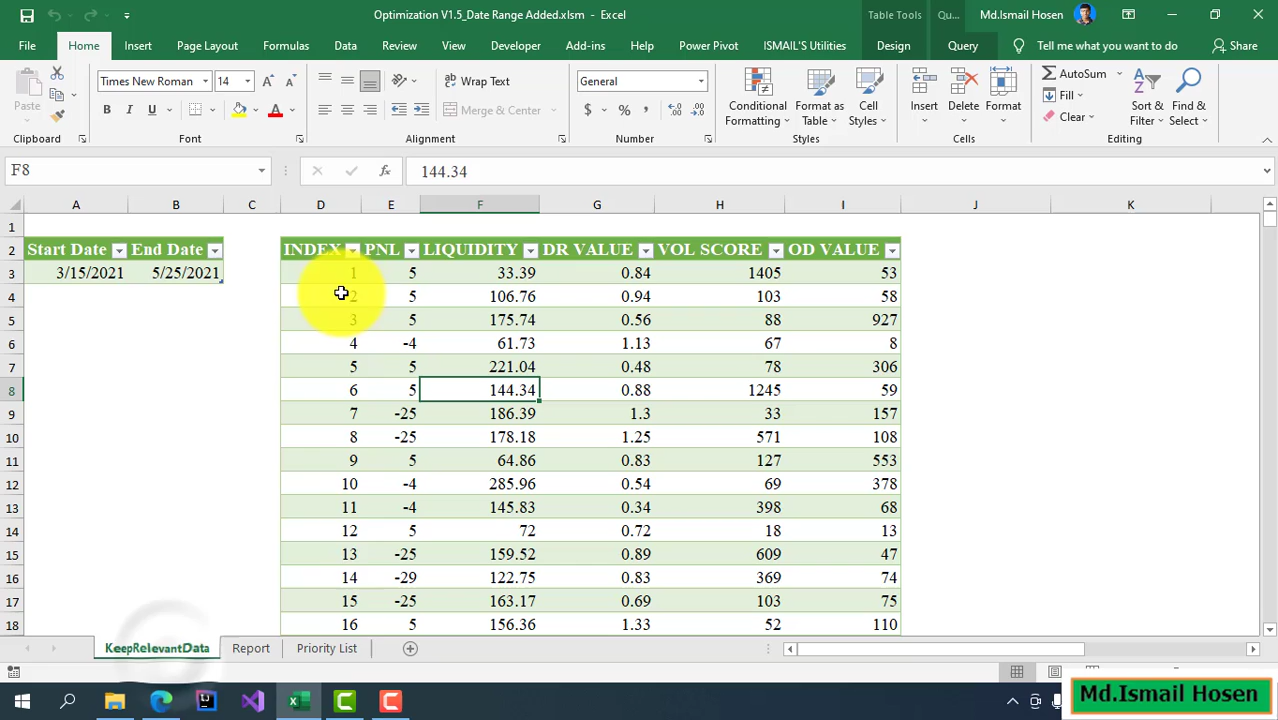 Optimization V1.5_Date Range Added.xlsm - Excel
Table Tools
Qu...
Md.Ismail Hosen
File Home Insert Page Layout Formulas Data Review View Developer Add-ins Help Power Pivot ISMAIL'S Utilities Design Query Tell me what you want to do Share
Paste
Clipboard
Times New Roman 14
B I U A
Font
Wrap Text
Merge & Center
Alignment
General
$ % ,
Number
Conditional Formatting
Format as Table
Cell Styles
Styles
Insert Delete Format
Cells
AutoSum
Fill
Clear
Sort & Filter
Find & Select
Editing
F8 fx 144.34
A B C D E F G H I J K
1
2 Start Date End Date INDEX PNL LIQUIDITY DR VALUE VOL SCORE OD VALUE
3 3/15/2021 5/25/2021 1 5 33.39 0.84 1405 53
4 2 5 106.76 0.94 103 58
5 3 5 175.74 0.56 88 927
6 4 -4 61.73 1.13 67 8
7 5 5 221.04 0.48 78 306
8 6 5 144.34 0.88 1245 59
9 7 -25 186.39 1.3 33 157
10 8 -25 178.18 1.25 571 108
11 9 5 64.86 0.83 127 553
12 10 -4 285.96 0.54 69 378
13 11 -4 145.83 0.34 398 68
14 12 5 72 0.72 18 13
15 13 -25 159.52 0.89 609 47
16 14 -29 122.75 0.83 369 74
17 15 -25 163.17 0.69 103 75
18 16 5 156.36 1.33 52 110
KeepRelevantData Report Priority List
Md.Ismail Hosen